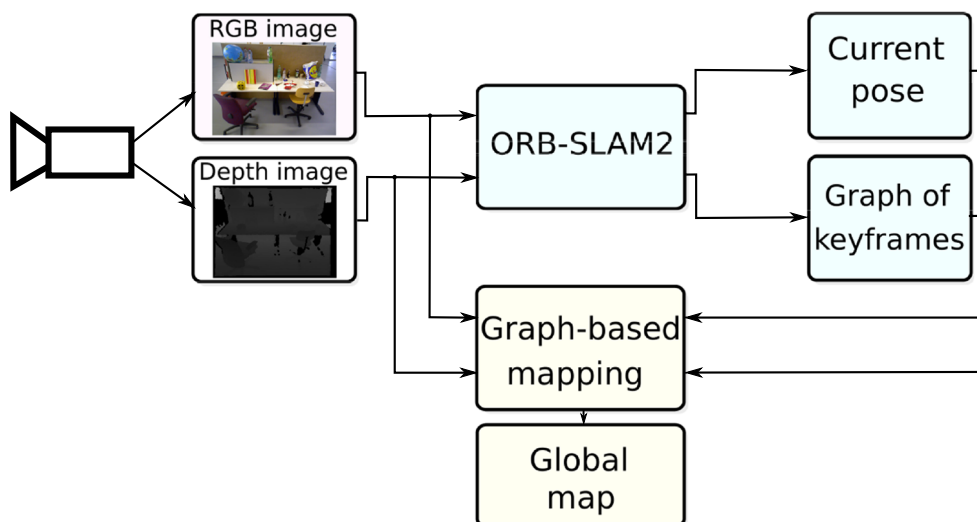 RGB image
Depth image
ORB-SLAM2
Current
pose
Graph of
keyframes
Graph-based
mapping
Global
map